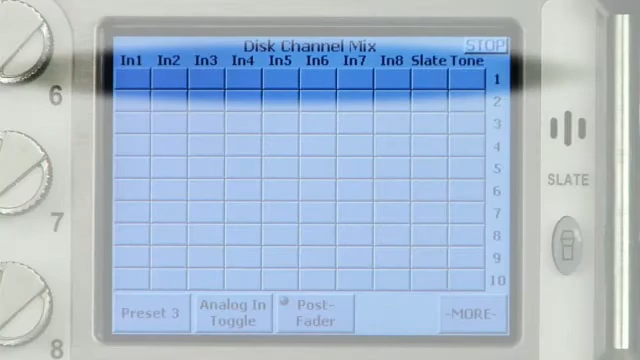 Disk Channel Mix STOP
In1 In2 In3 In4 In5 In6 In7 In8 Slate Tone
1
2
3
4
5
6
7
8
9
10
Preset 3
Analog In
Toggle
Post-
Fader
-MORE-
6
7
8
SLATE